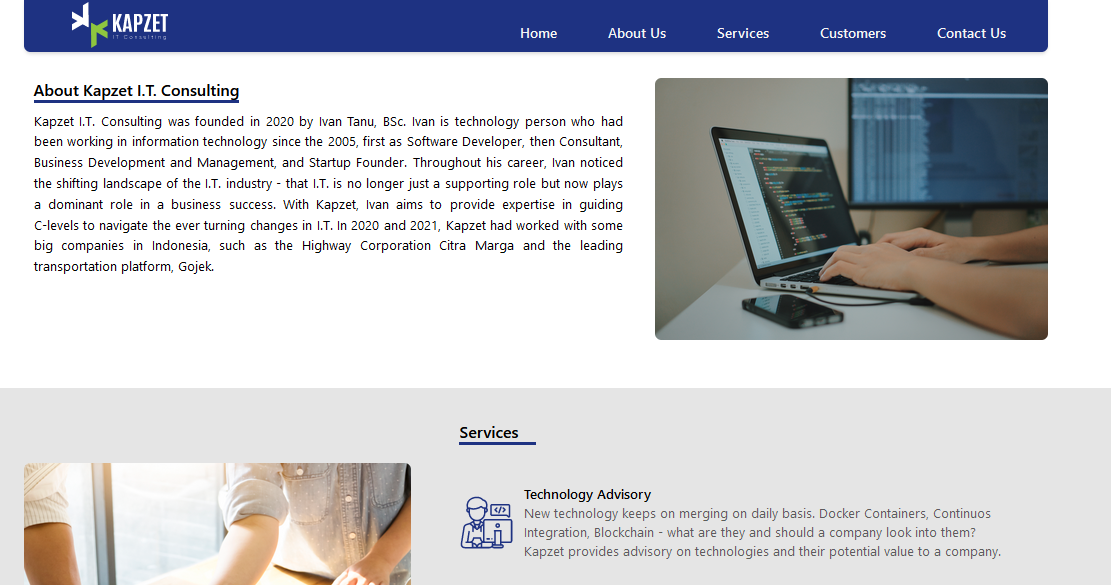 KAPZET
IT Consulting
Home About Us Services Customers Contact Us
About Kapzet I.T. Consulting
Kapzet I.T. Consulting was founded in 2020 by Ivan Tanu, BSc. Ivan is technology person who had
been working in information technology since the 2005, first as Software Developer, then Consultant,
Business Development and Management, and Startup Founder. Throughout his career, Ivan noticed
the shifting landscape of the I.T. industry - that I.T. is no longer just a supporting role but now plays
a dominant role in a business success. With Kapzet, Ivan aims to provide expertise in guiding
C-levels to navigate the ever turning changes in I.T. In 2020 and 2021, Kapzet had worked with some
big companies in Indonesia, such as the Highway Corporation Citra Marga and the leading
transportation platform, Gojek.
Services
Technology Advisory
New technology keeps on merging on daily basis. Docker Containers, Continuos
Integration, Blockchain - what are they and should a company look into them?
Kapzet provides advisory on technologies and their potential value to a company.